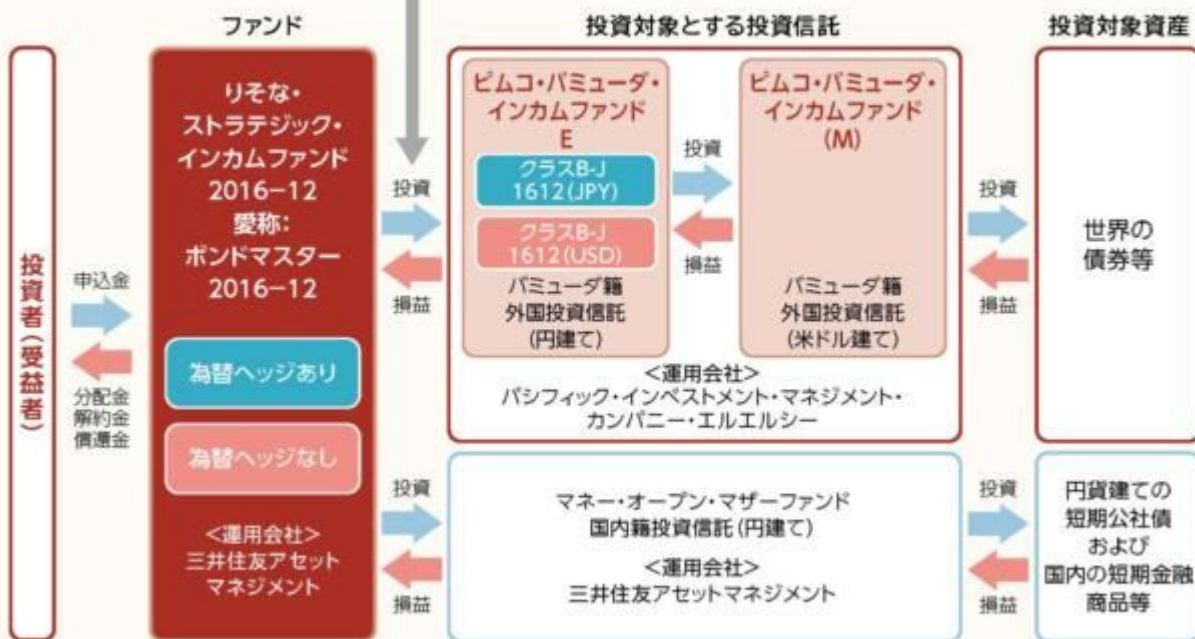 ファンド
投資対象とする投資信託
投資対象資産
投資者(受益者)
申込金
分配金
解約金
償還金
りそな・
ストラテジック・
インカムファンド
2016−12
愛称:
ボンドマスター
2016−12
為替ヘッジあり
為替ヘッジなし
<運用会社>
三井住友アセット
マネジメント
投資
損益
ピムコ・バミューダ・
インカムファンド
E
クラスB-J
1612(JPY)
クラスB-J
1612(USD)
バミューダ籍
外国投資信託
(円建て)
投資
損益
ピムコ・バミューダ・
インカムファンド
(M)
バミューダ籍
外国投資信託
(米ドル建て)
<運用会社>
パシフィック・インベストメント・マネジメント・
カンパニー・エルエルシー
投資
損益
世界の
債券等
投資
損益
マネー・オープン・マザーファンド
国内籍投資信託(円建て)
<運用会社>
三井住友アセットマネジメント
投資
損益
円貨建ての
短期公社債
および
国内の短期金融
商品等